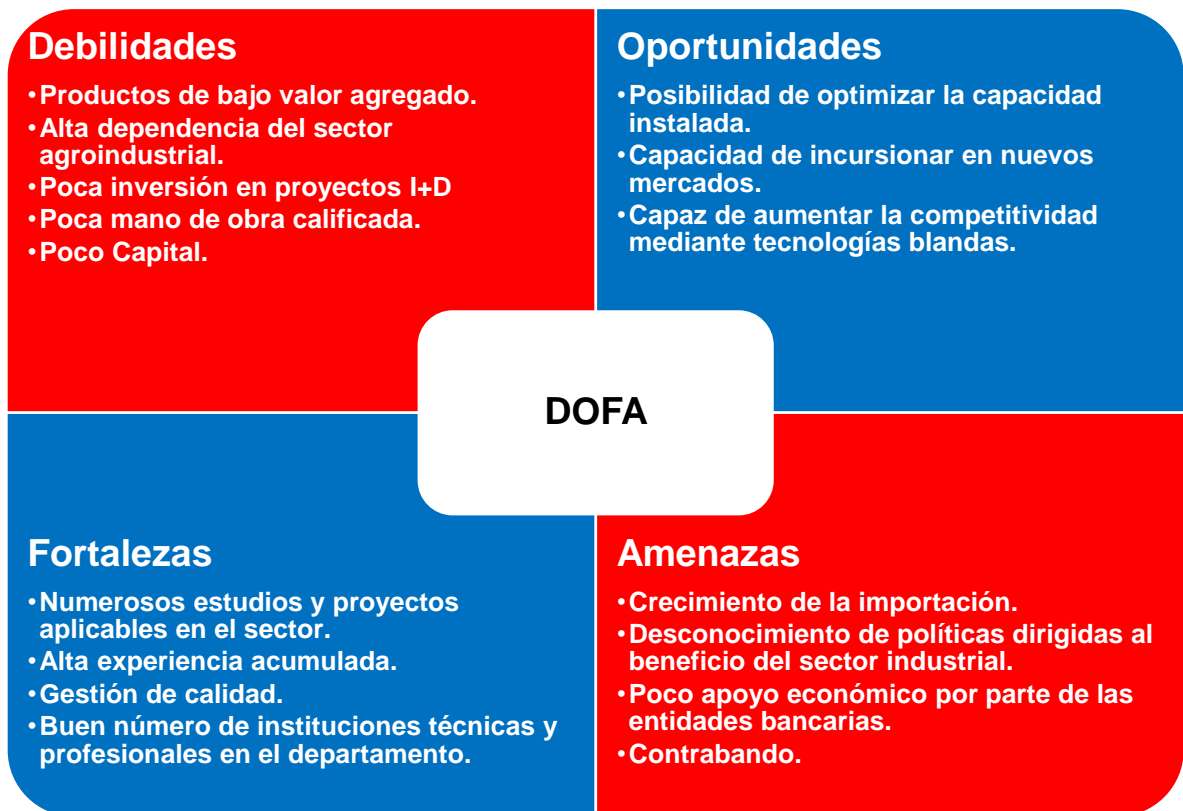 Debilidades
•Productos de bajo valor agregado.
•Alta dependencia del sector
agroindustrial.
•Poca inversión en proyectos I+D
•Poca mano de obra calificada.
•Poco Capital.
Oportunidades
•Posibilidad de optimizar la capacidad
instalada.
•Capacidad de incursionar en nuevos
mercados.
•Capaz de aumentar la competitividad
mediante tecnologías blandas.
DOFA
Fortalezas
•Numerosos estudios y proyectos
aplicables en el sector.
•Alta experiencia acumulada.
•Gestión de calidad.
•Buen número de instituciones técnicas y
profesionales en el departamento.
Amenazas
•Crecimiento de la importación.
•Desconocimiento de políticas dirigidas al
beneficio del sector industrial.
•Poco apoyo económico por parte de las
entidades bancarias.
•Contrabando.